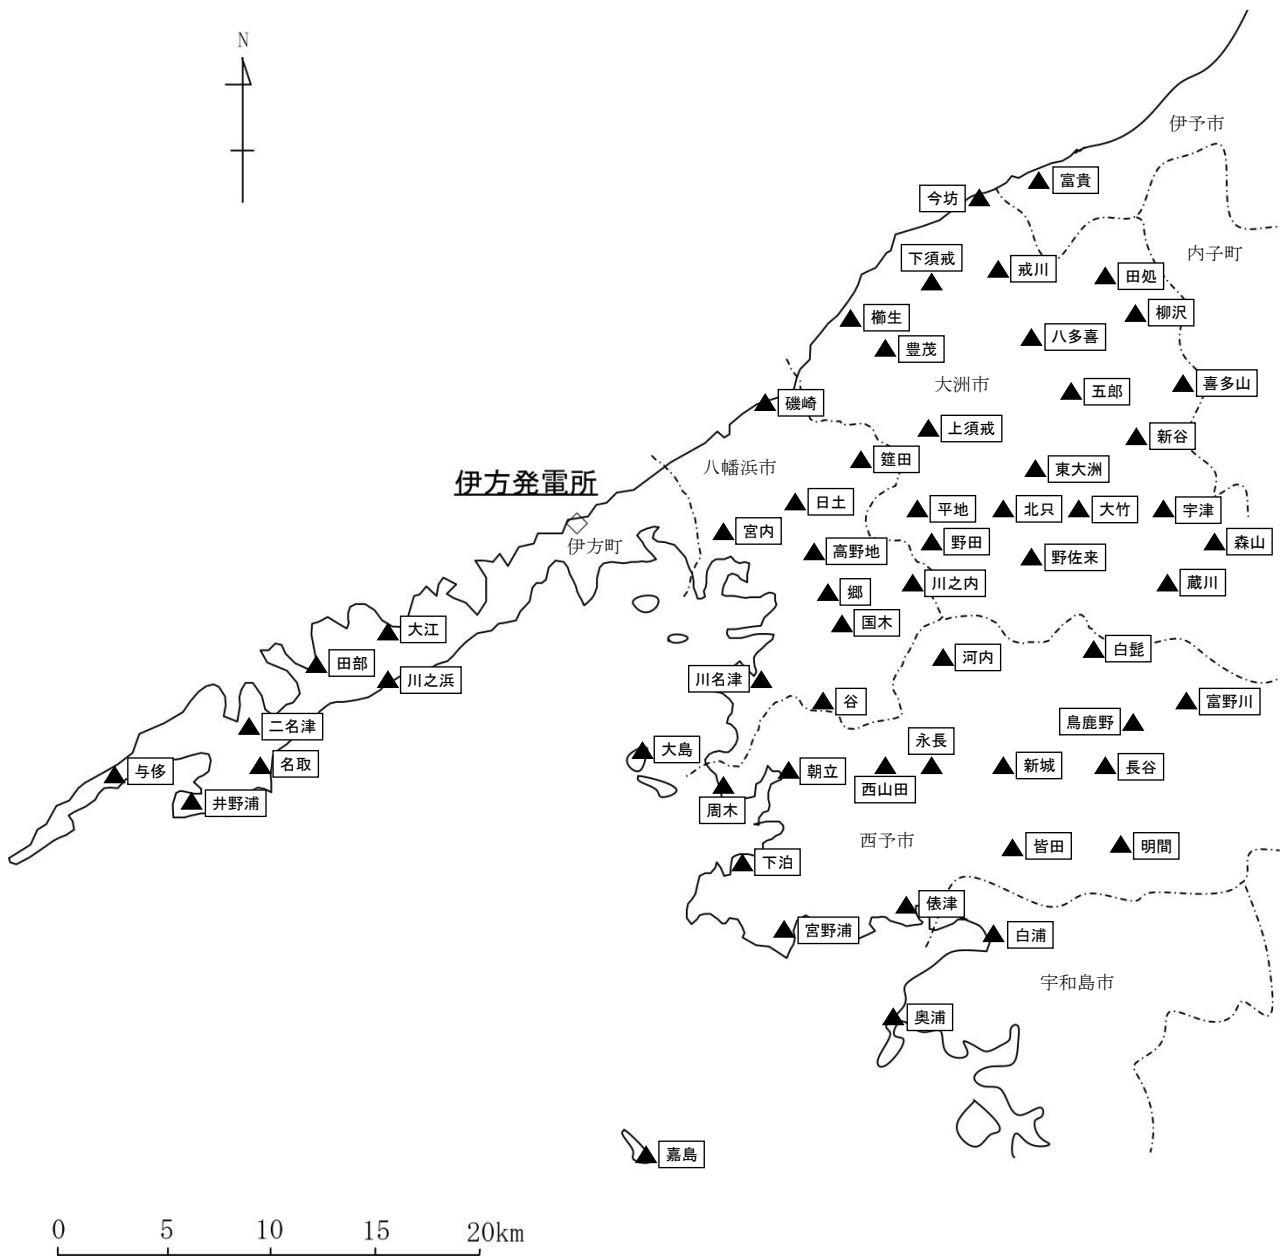 N
伊予市
富貴
今坊
内子町
下須戒
戒川
田処
柳沢
櫛生
八多喜
豊茂
大洲市
喜多山
五郎
磯崎
上須戒
新谷
筵田
八幡浜市
東大洲
伊方発電所
日土
平地
北只
大竹
宇津
宮内
伊方町
高野地
野田
野佐来
森山
郷
川之内
蔵川
国木
大江
田部
河内
白髭
川之浜
川名津
谷
富野川
鳥鹿野
二名津
永長
大島
名取
与侈
朝立
西山田
新城
長谷
井野浦
周木
西予市
皆田
明間
下泊
俵津
宮野浦
白浦
宇和島市
奥浦
嘉島
0 5 10 15 20km